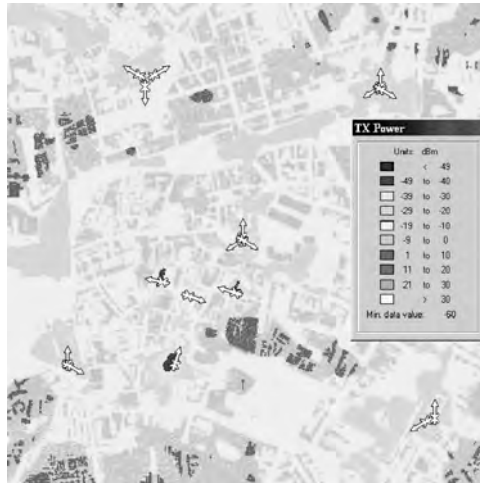 TX Power
Units dBm
< -49
-49 to -40
-39 to -30
-29 to -20
-19 to -10
-9 to 0
1 to 10
11 to 20
21 to 30
> 30
Min. data value: -60